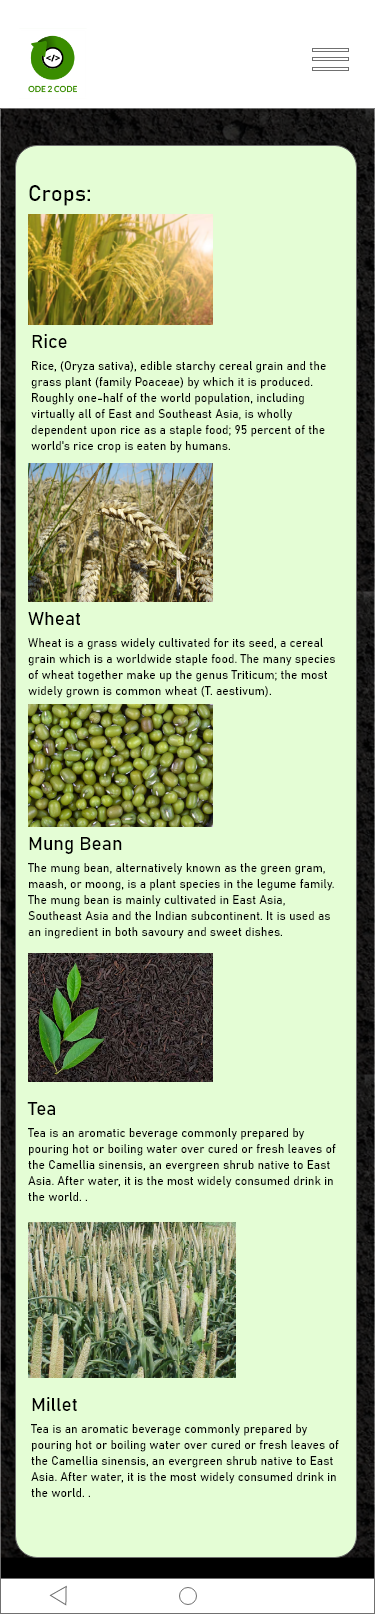 </>
ODE 2 CODE
Crops:
Rice
Rice, (Oryza sativa), edible starchy cereal grain and the
grass plant (family Poaceae) by which it is produced.
Roughly one-half of the world population, including
virtually all of East and Southeast Asia, is wholly
dependent upon rice as a staple food; 95 percent of the
world's rice crop is eaten by humans.
Wheat
Wheat is a grass widely cultivated for its seed, a cereal
grain which is a worldwide staple food. The many species
of wheat together make up the genus Triticum; the most
widely grown is common wheat (T. aestivum).
Mung Bean
The mung bean, alternatively known as the green gram,
maash, or moong, is a plant species in the legume family.
The mung bean is mainly cultivated in East Asia,
Southeast Asia and the Indian subcontinent. It is used as
an ingredient in both savoury and sweet dishes.
Tea
Tea is an aromatic beverage commonly prepared by
pouring hot or boiling water over cured or fresh leaves of
the Camellia sinensis, an evergreen shrub native to East
Asia. After water, it is the most widely consumed drink in
the world. .
Millet
Tea is an aromatic beverage commonly prepared by
pouring hot or boiling water over cured or fresh leaves of
the Camellia sinensis, an evergreen shrub native to East
Asia. After water, it is the most widely consumed drink in
the world. .